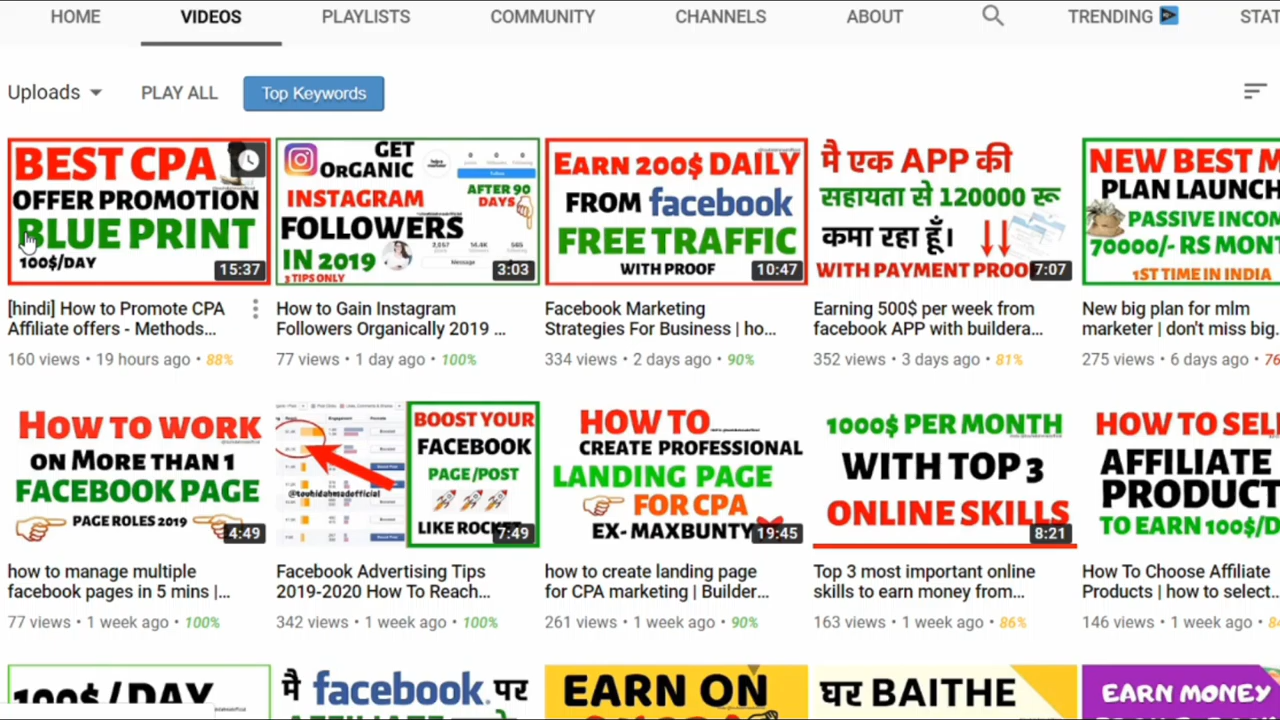 HOME VIDEOS PLAYLISTS COMMUNITY CHANNELS ABOUT TRENDING STAT
Uploads PLAY ALL Top Keywords
BEST CPA
OFFER PROMOTION
BLUE PRINT
100$/DAY
15:37
GET
ORGANIC
INSTAGRAM
FOLLOWERS
IN 2019
3 TIPS ONLY
AFTER 90
DAYS
Follow
Message
3:03
EARN 200$ DAILY
FROM facebook
FREE TRAFFIC
WITH PROOF
10:47
मै एक APP की
सहायता से 120000 रू
कमा रहा हूँ।
WITH PAYMENT PROO
7:07
NEW BEST M
PLAN LAUNCH
PASSIVE INCOM
70000/- RS MONT
1ST TIME IN INDIA
[hindi] How to Promote CPA
Affiliate offers - Methods...
160 views • 19 hours ago • 88%
How to Gain Instagram
Followers Organically 2019 ...
77 views • 1 day ago • 100%
Facebook Marketing
Strategies For Business | ho...
334 views • 2 days ago • 90%
Earning 500$ per week from
facebook APP with buildera...
352 views • 3 days ago • 81%
New big plan for mlm
marketer | don't miss big.
275 views • 6 days ago • 76
HOW TO WORK
ON MORE THAN 1
FACEBOOK PAGE
PAGE ROLES 2019
4:49
@touhidahmadofficial
BOOST YOUR
FACEBOOK
PAGE/POST
LIKE ROCKET
7:49
HOW TO
CREATE PROFESSIONAL
LANDING PAGE
FOR CPA
EX- MAXBUNTY
19:45
1000$ PER MONTH
WITH TOP 3
ONLINE SKILLS
8:21
HOW TO SELL
AFFILIATE
PRODUCT
TO EARN 100$/D
how to manage multiple
facebook pages in 5 mins |...
77 views • 1 week ago • 100%
Facebook Advertising Tips
2019-2020 How To Reach...
342 views • 1 week ago • 100%
how to create landing page
for CPA marketing | Builder...
261 views • 1 week ago • 90%
Top 3 most important online
skills to earn money from...
163 views • 1 week ago • 86%
How To Choose Affiliate
Products | how to select...
146 views • 1 week ago • 84
100$/DAY
मै facebook पर
EARN ON
घर BAITHE
EARN MONEY